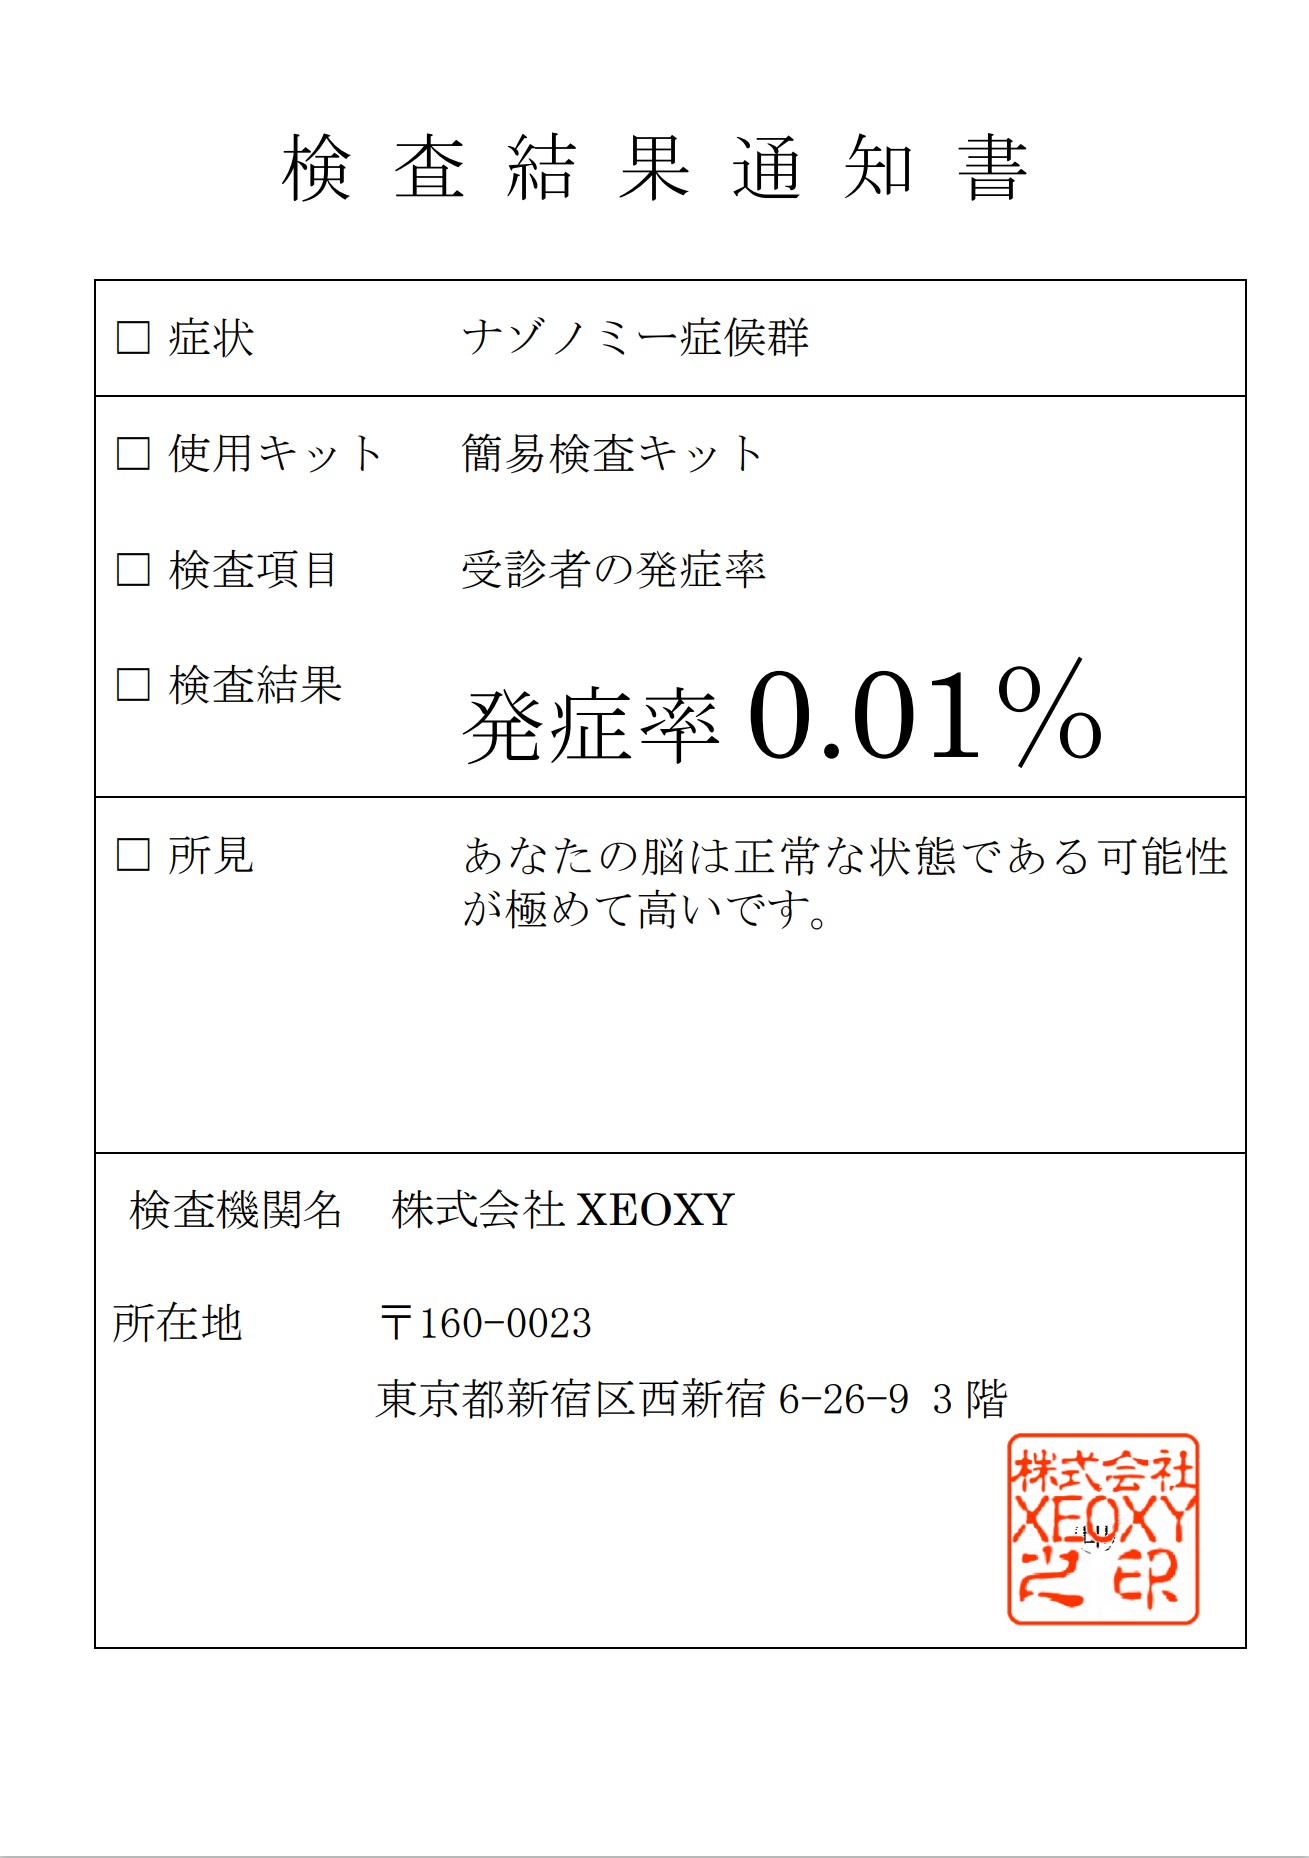 検査結果通知書
□ 症状 ナゾノミー症候群
□ 使用キット 簡易検査キット
□ 検査項目 受診者の発症率
□ 検査結果 発症率 0.01%
□ 所見 あなたの脳は正常な状態である可能性
が極めて高いです。
検査機関名 株式会社 XEOXY
所在地 〒160-0023
東京都新宿区西新宿 6-26-9 3 階
株式会社
XEOXY
之印